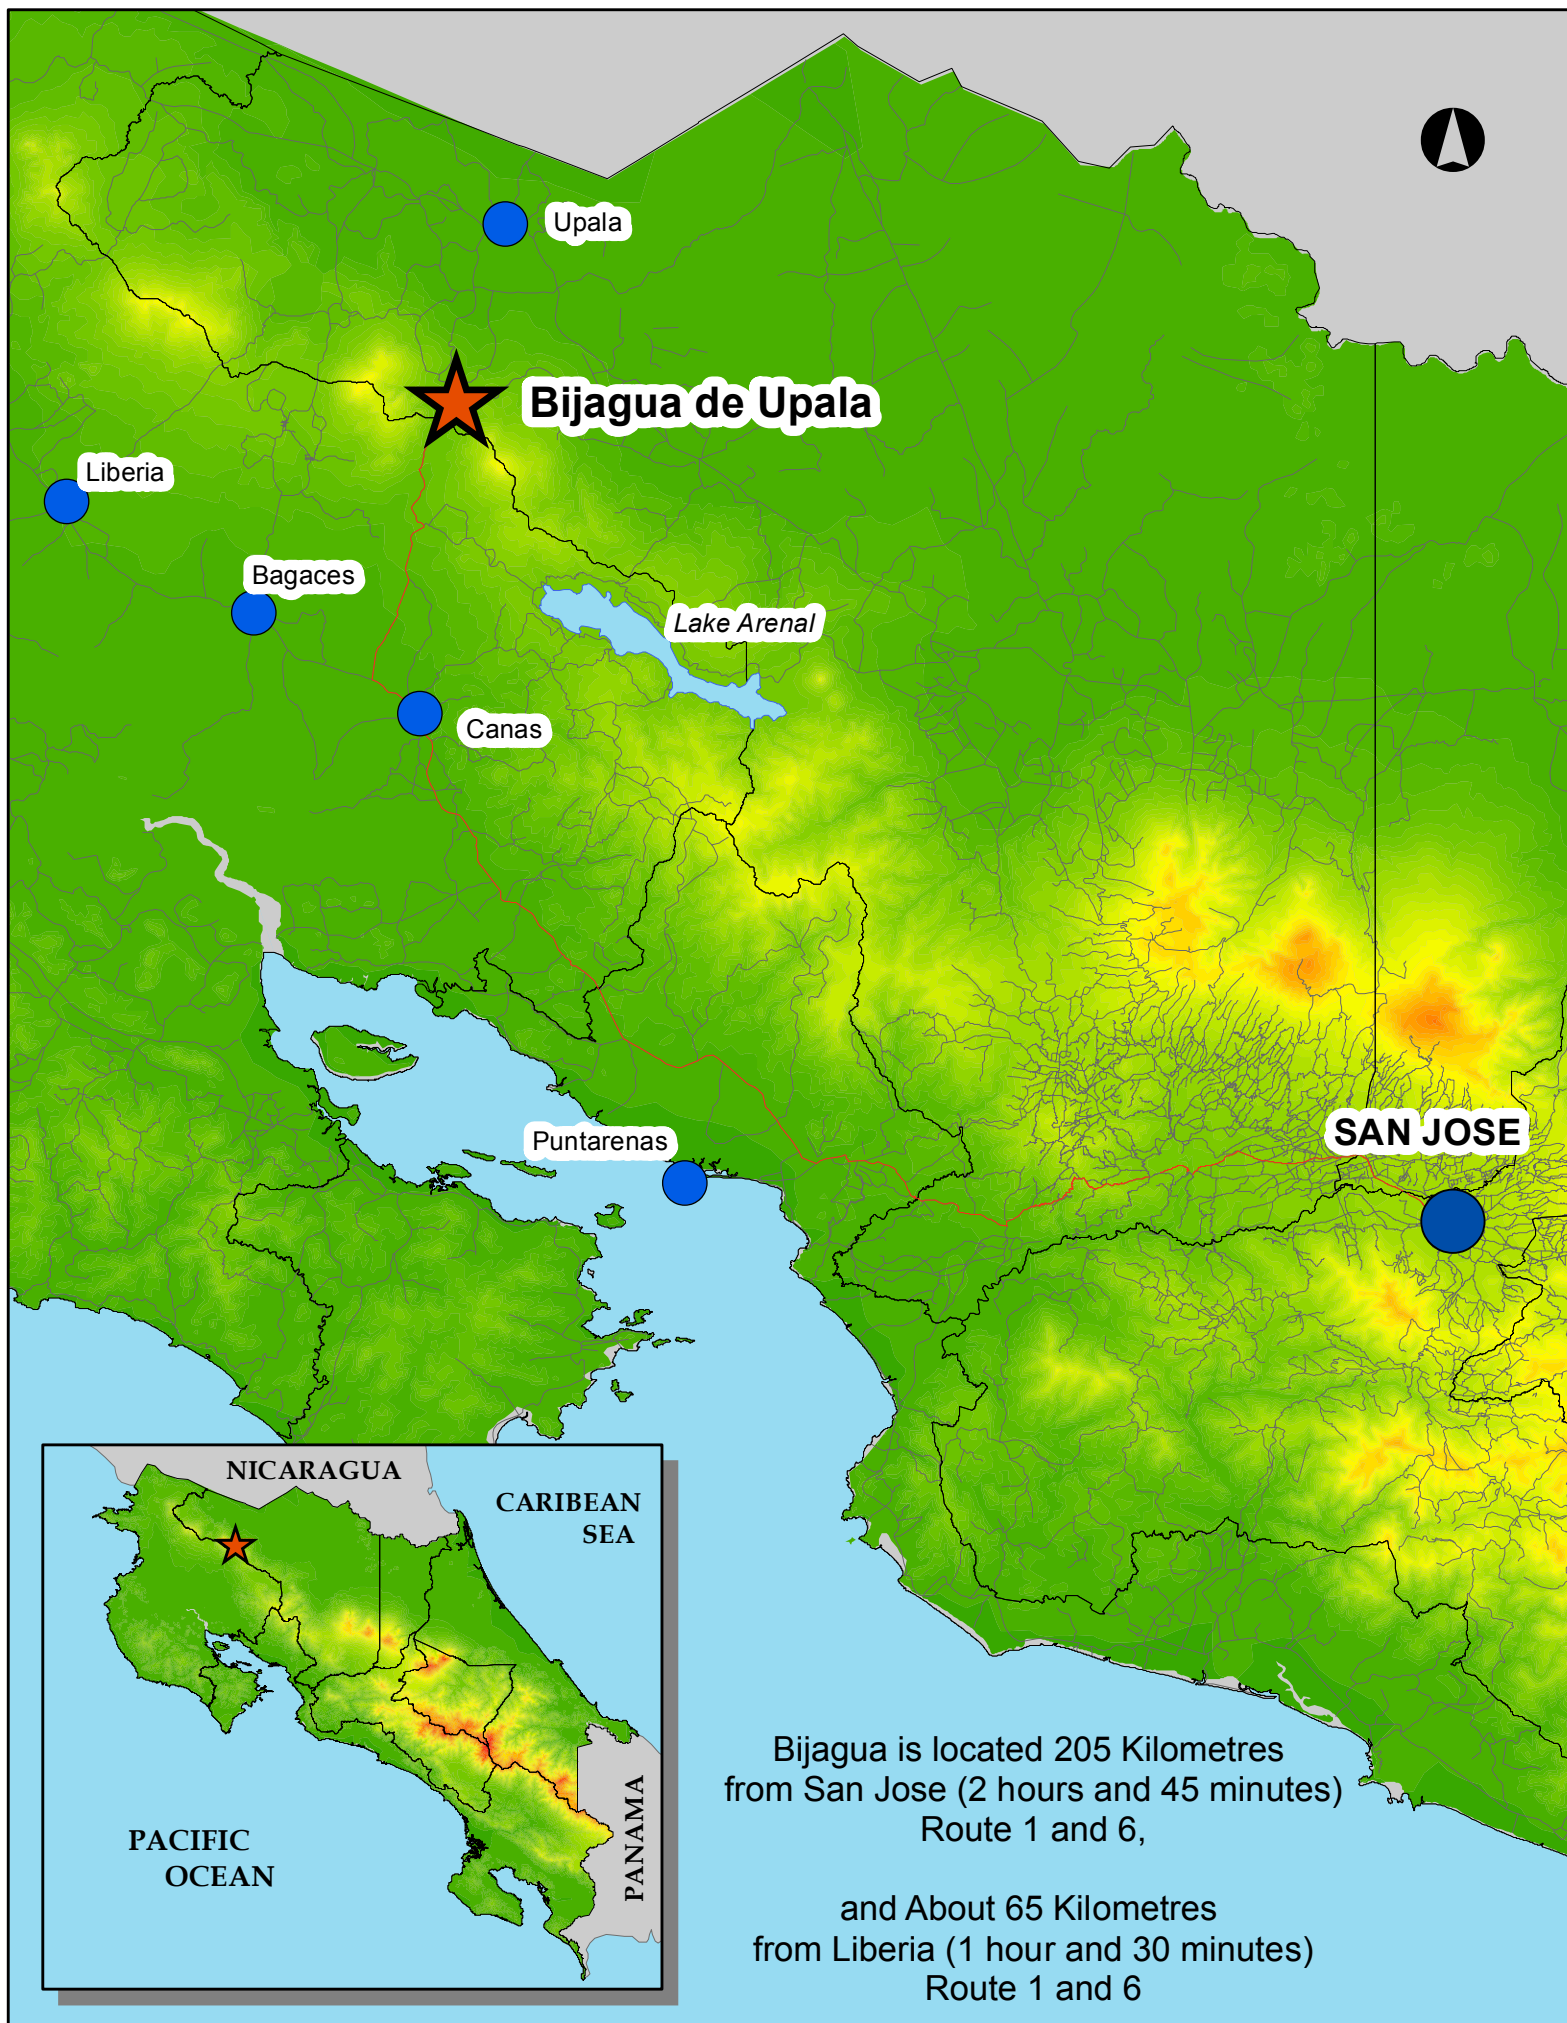 Upala
Bijagua de Upala
Liberia
Bagaces
Lake Arenal
Canas
Puntarenas
SAN JOSE
NICARAGUA
CARIBEAN
SEA
PACIFIC
OCEAN
PANAMA
Bijagua is located 205 Kilometres
from San Jose (2 hours and 45 minutes)
Route 1 and 6,
and About 65 Kilometres
from Liberia (1 hour and 30 minutes)
Route 1 and 6